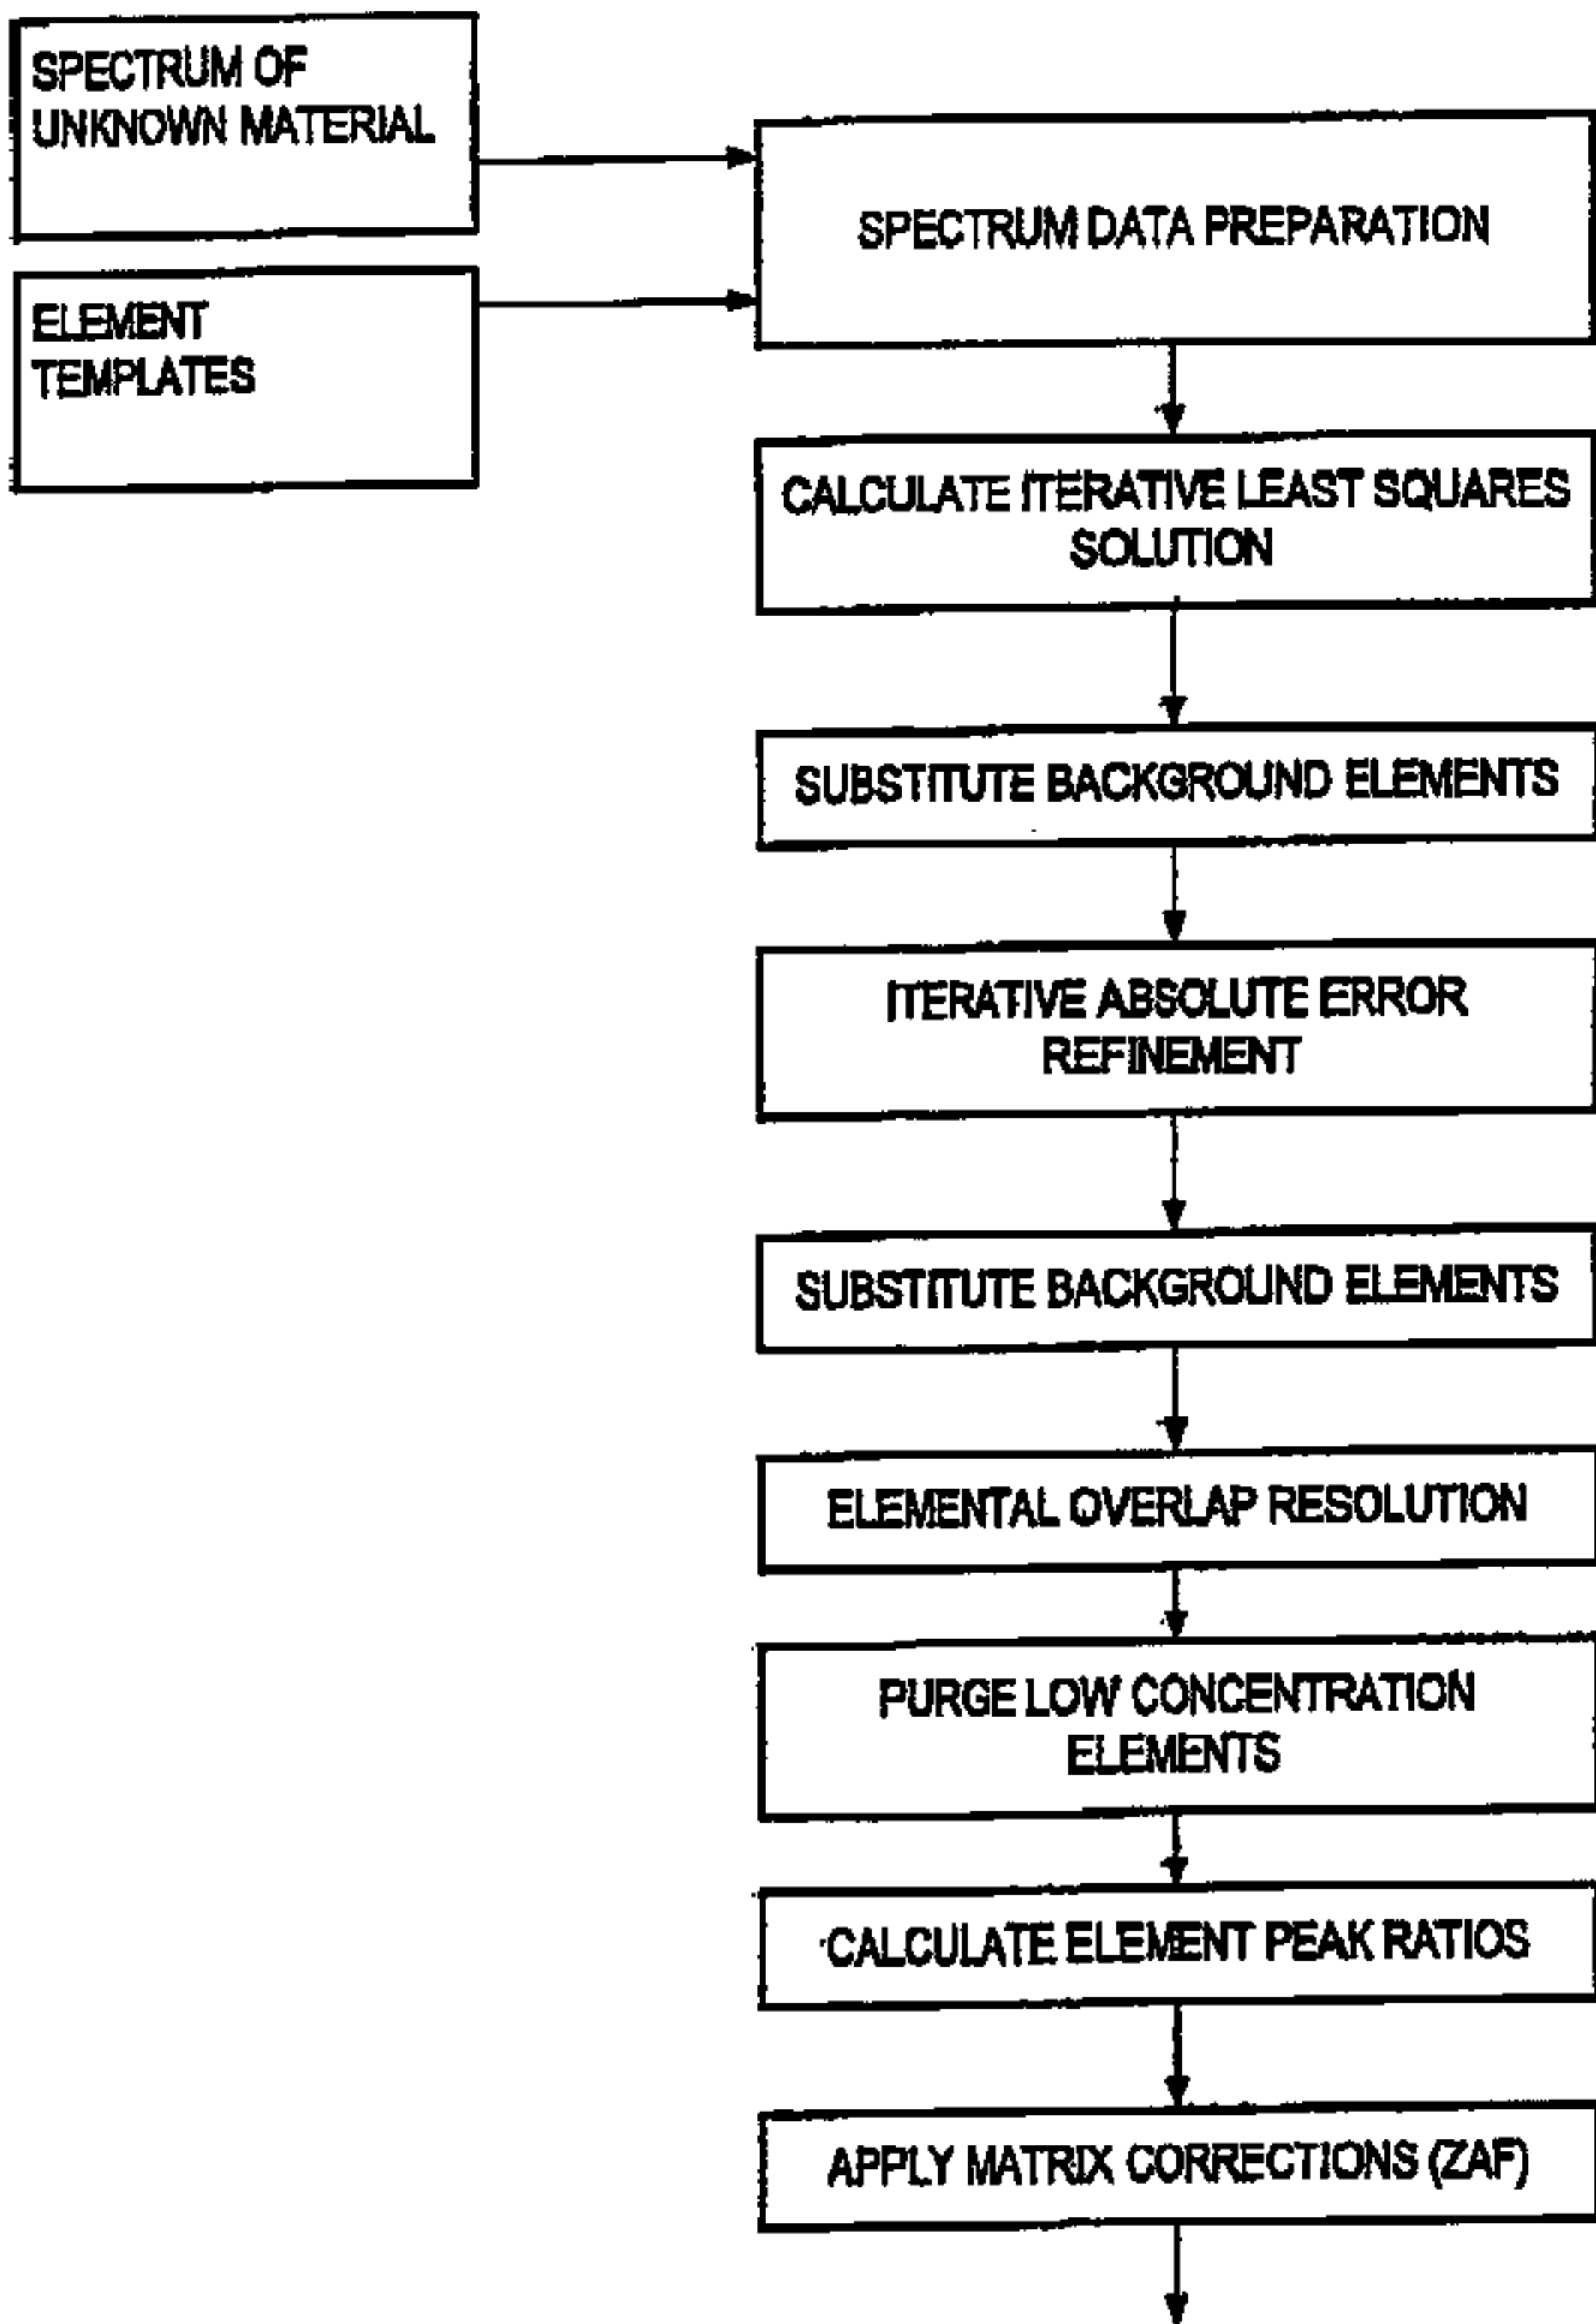 SPECTRUM OF
UNKNOWN MATERIAL
ELEMENT
TEMPLATES
SPECTRUM DATA PREPARATION
CALCULATE ITERATIVE LEAST SQUARES
SOLUTION
SUBSTITUTE BACKGROUND ELEMENTS
ITERATIVE ABSOLUTE ERROR
REFINEMENT
SUBSTITUTE BACKGROUND ELEMENTS
ELEMENTAL OVERLAP RESOLUTION
PURGE LOW CONCENTRATION
ELEMENTS
CALCULATE ELEMENT PEAK RATIOS
APPLY MATRIX CORRECTIONS (ZAF)